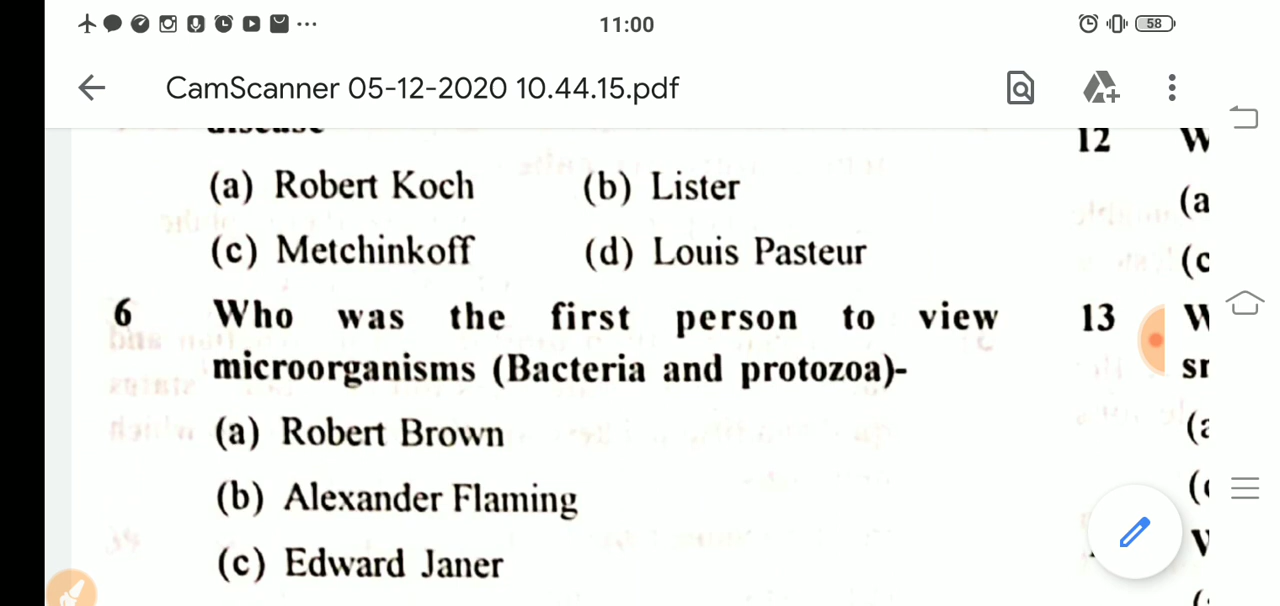 11:00
58
CamScanner 05-12-2020 10.44.15.pdf
(a) Robert Koch (b) Lister
(c) Metchinkoff (d) Louis Pasteur
6 Who was the first person to view
microorganisms (Bacteria and protozoa)-
(a) Robert Brown
(b) Alexander Flaming
(c) Edward Janer
12 W
(a
(c
13 W
sr
(a